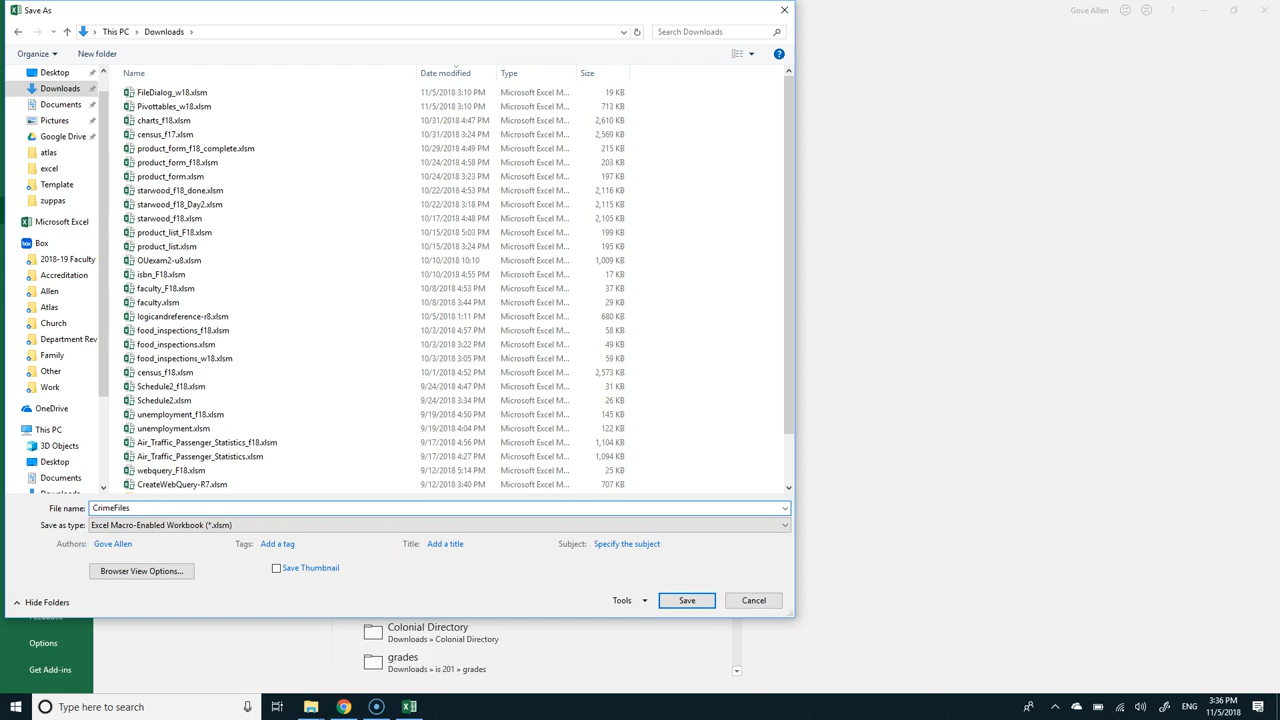 Save As
Gove Allen
This PC > Downloads >
Search Downloads
Organize
New folder
Name Date modified Type Size
Desktop
Downloads
Documents
Pictures
Google Drive
atlas
excel
Template
zuppas
Microsoft Excel
Box
2018-19 Faculty
Accreditation
Allen
Atlas
Church
Department Rev
Family
Other
Work
OneDrive
This PC
3D Objects
Desktop
Documents
Downloads
FileDialog_w18.xlsm 11/5/2018 3:10 PM Microsoft Excel M... 19 KB
Pivottables_w18.xlsm 11/5/2018 3:10 PM Microsoft Excel M... 713 KB
charts_f18.xlsm 10/31/2018 4:47 PM Microsoft Excel M... 2,610 KB
census_f17.xlsm 10/31/2018 3:24 PM Microsoft Excel M... 2,569 KB
product_form_f18_complete.xlsm 10/29/2018 4:49 PM Microsoft Excel M... 215 KB
product_form_f18.xlsm 10/24/2018 4:58 PM Microsoft Excel M... 203 KB
product_form.xlsm 10/24/2018 3:23 PM Microsoft Excel M... 197 KB
starwood_f18_done.xlsm 10/22/2018 4:53 PM Microsoft Excel M... 2,116 KB
starwood_f18_Day2.xlsm 10/22/2018 3:18 PM Microsoft Excel M... 2,115 KB
starwood_f18.xlsm 10/17/2018 4:48 PM Microsoft Excel M... 2,105 KB
product_list_F18.xlsm 10/15/2018 5:03 PM Microsoft Excel M... 199 KB
product_list.xlsm 10/15/2018 3:24 PM Microsoft Excel M... 195 KB
OUexam2-u8.xlsm 10/10/2018 10:10 Microsoft Excel M... 1,009 KB
isbn_F18.xlsm 10/10/2018 4:55 PM Microsoft Excel M... 17 KB
faculty_F18.xlsm 10/8/2018 4:53 PM Microsoft Excel M... 37 KB
faculty.xlsm 10/8/2018 3:44 PM Microsoft Excel M... 29 KB
logicandreference-r8.xlsm 10/5/2018 1:11 PM Microsoft Excel M... 680 KB
food_inspections_f18.xlsm 10/3/2018 4:57 PM Microsoft Excel M... 58 KB
food_inspections.xlsm 10/3/2018 3:22 PM Microsoft Excel M... 49 KB
food_inspections_w18.xlsm 10/3/2018 3:05 PM Microsoft Excel M... 59 KB
census_f18.xlsm 10/1/2018 4:52 PM Microsoft Excel M... 2,573 KB
Schedule2_f18.xlsm 9/24/2018 4:47 PM Microsoft Excel M... 31 KB
Schedule2.xlsm 9/24/2018 3:34 PM Microsoft Excel M... 26 KB
unemployment_f18.xlsm 9/19/2018 4:50 PM Microsoft Excel M... 145 KB
unemployment.xlsm 9/19/2018 4:04 PM Microsoft Excel M... 122 KB
Air_Traffic_Passenger_Statistics_f18.xlsm 9/17/2018 4:56 PM Microsoft Excel M... 1,104 KB
Air_Traffic_Passenger_Statistics.xlsm 9/17/2018 4:27 PM Microsoft Excel M... 1,094 KB
webquery_F18.xlsm 9/12/2018 5:14 PM Microsoft Excel M... 25 KB
CreateWebQuery-R7.xlsm 9/12/2018 3:40 PM Microsoft Excel M... 707 KB
File name: CrimeFiles
Save as type: Excel Macro-Enabled Workbook (*.xlsm)
Authors: Gove Allen Tags: Add a tag Title: Add a title Subject: Specify the subject
Browser View Options...
Save Thumbnail
Hide Folders
Tools Save Cancel
Feedback
Options
Get Add-ins
Colonial Directory
Downloads » Colonial Directory
grades
Downloads » is 201 » grades
Type here to search
ENG
3:36 PM
11/5/2018